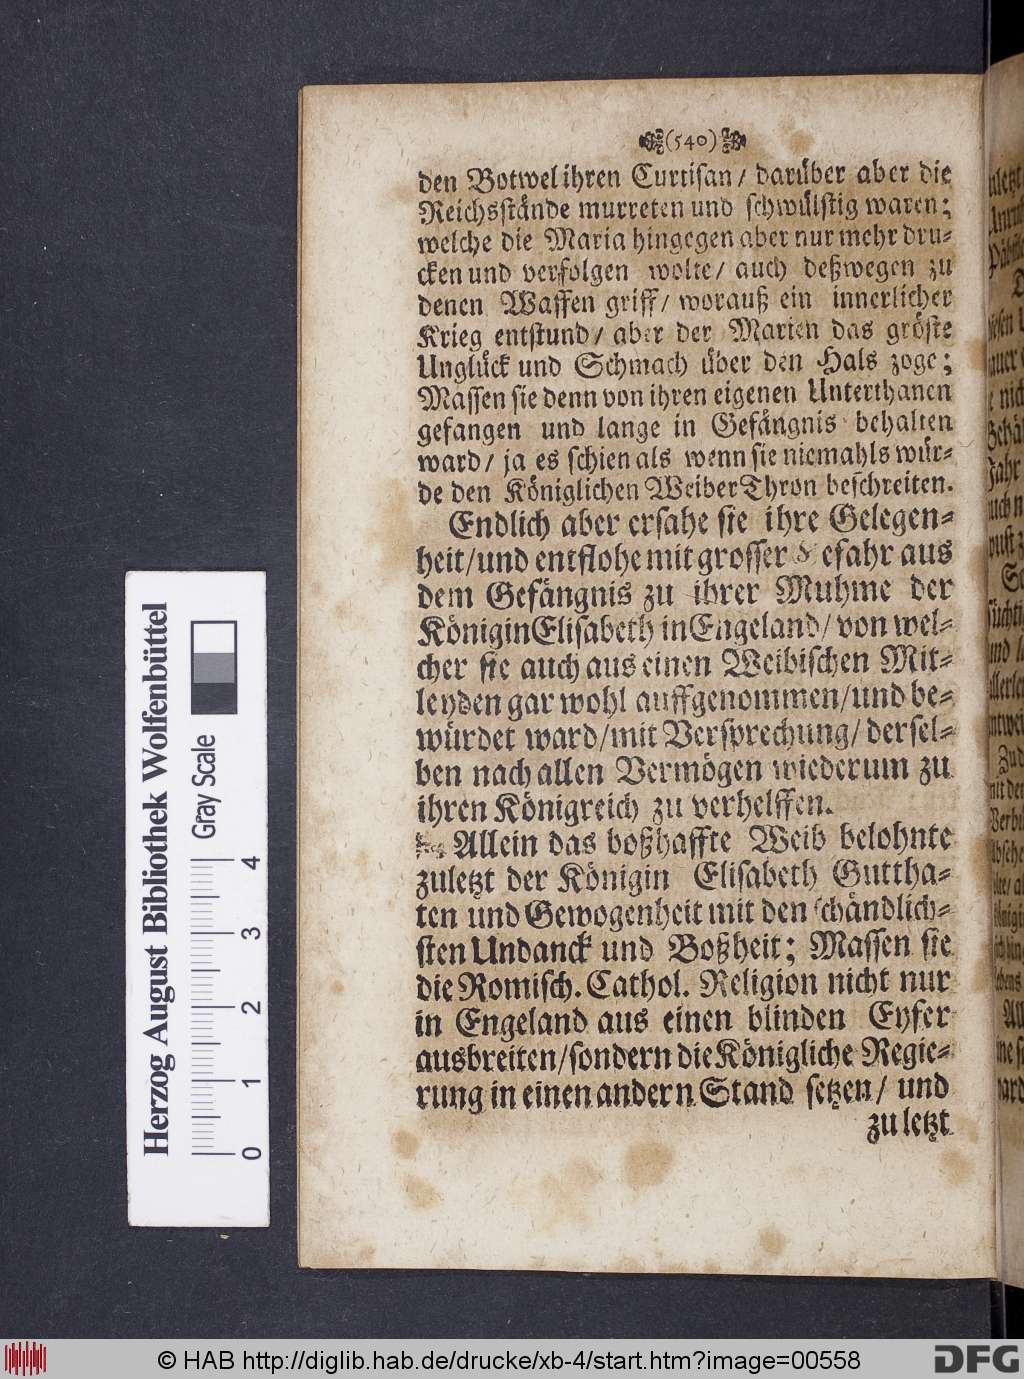 (540)
den Botwel ihren Curtisan/ darüber aber die
Reichsstände murreten und schwülstig waren;
welche die Maria hingegen aber nur mehr dru-
cken und verfolgen wolte/ auch deßwegen zu
denen Waffen griff/ worauß ein innerlicher
Krieg entstund/ aber der Marien das gröste
Unglück und Schmach über den Hals zoge;
Massen sie denn von ihren eigenen Unterthanen
gefangen und lange in Gefängnis behalten
ward/ ja es schien als wenn sie niemahls wür-
de den Königlichen Weiber Thron beschreiten.
Endlich aber ersahe sie ihre Gelegen-
heit/ und entflohe mit grosser Gefahr aus
dem Gefängnis zu ihrer Muhme der
Königin Elisabeth in Engeland/ von wel-
cher sie auch aus einen Weibischen Mit-
leyden gar wohl auffgenommen/ und be-
würdet ward/ mit Versprechung/ dersel-
ben nach allen Vermögen wiederum zu
ihren Königreich zu verhelffen.
Allein das boßhaffte Weib belohnte
zuletzt der Königin Elisabeth Guttha-
ten und Gewogenheit mit den schändlich-
sten Undanck und Boßheit; Massen sie
die Romisch. Cathol. Religion nicht nur
in Engeland aus einen blinden Eyfer
ausbreiten/ sondern die Königliche Regie-
rung in einen andern Stand setzen/ und
zu letzt
Herzog August Bibliothek Wolfenbüttel
Gray Scale
0 1 2 3 4
© HAB http://diglib.hab.de/drucke/xb-4/start.htm?image=00558
DFG